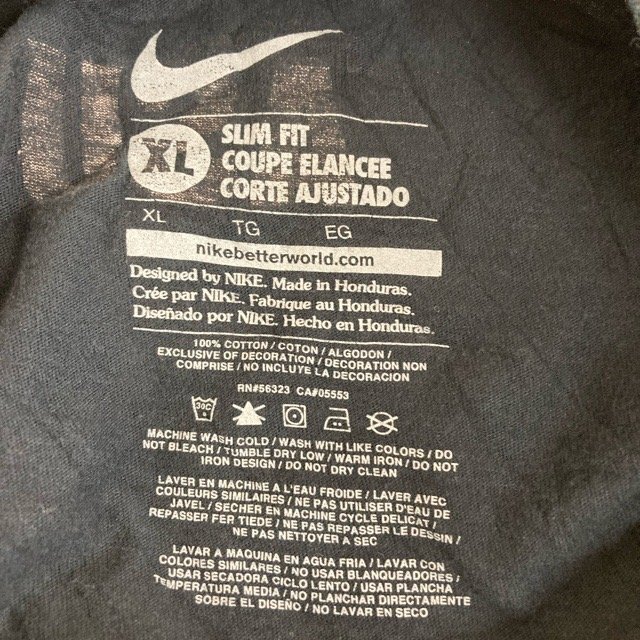 XL
SLIM FIT
COUPE ELANCEE
CORTE AJUSTADO
XL TG EG
nikebetterworld.com
Designed by NIKE. Made in Honduras.
Crée par NIKE. Fabrique au Honduras.
Diseñado por NIKE. Hecho en Honduras.
100% COTTON / COTON / ALGODON /
EXCLUSIVE OF DECORATION / DECORATION NON
COMPRISE / NO INCLUYE LA DECORACION
RN#56323 CA#05553
30C
MACHINE WASH COLD / WASH WITH LIKE COLORS / DO
NOT BLEACH / TUMBLE DRY LOW / WARM IRON / DO NOT
IRON DESIGN / DO NOT DRY CLEAN
LAVER EN MACHINE A L'EAU FROIDE / LAVER AVEC
COULEURS SIMILAIRES / NE PAS UTILISER D'EAU DE
JAVEL / SECHER EN MACHINE CYCLE DELICAT /
REPASSER FER TIEDE / NE PAS REPASSER LE DESSIN /
NE PAS NETTOYER A SEC
LAVAR A MAQUINA EN AGUA FRIA / LAVAR CON
COLORES SIMILARES / NO USAR BLANQUEADORES /
USAR SECADORA CICLO LENTO / USAR PLANCHA
TEMPERATURA MEDIA / NO PLANCHAR DIRECTAMENTE
SOBRE EL DISEÑO / NO LAVAR EN SECO